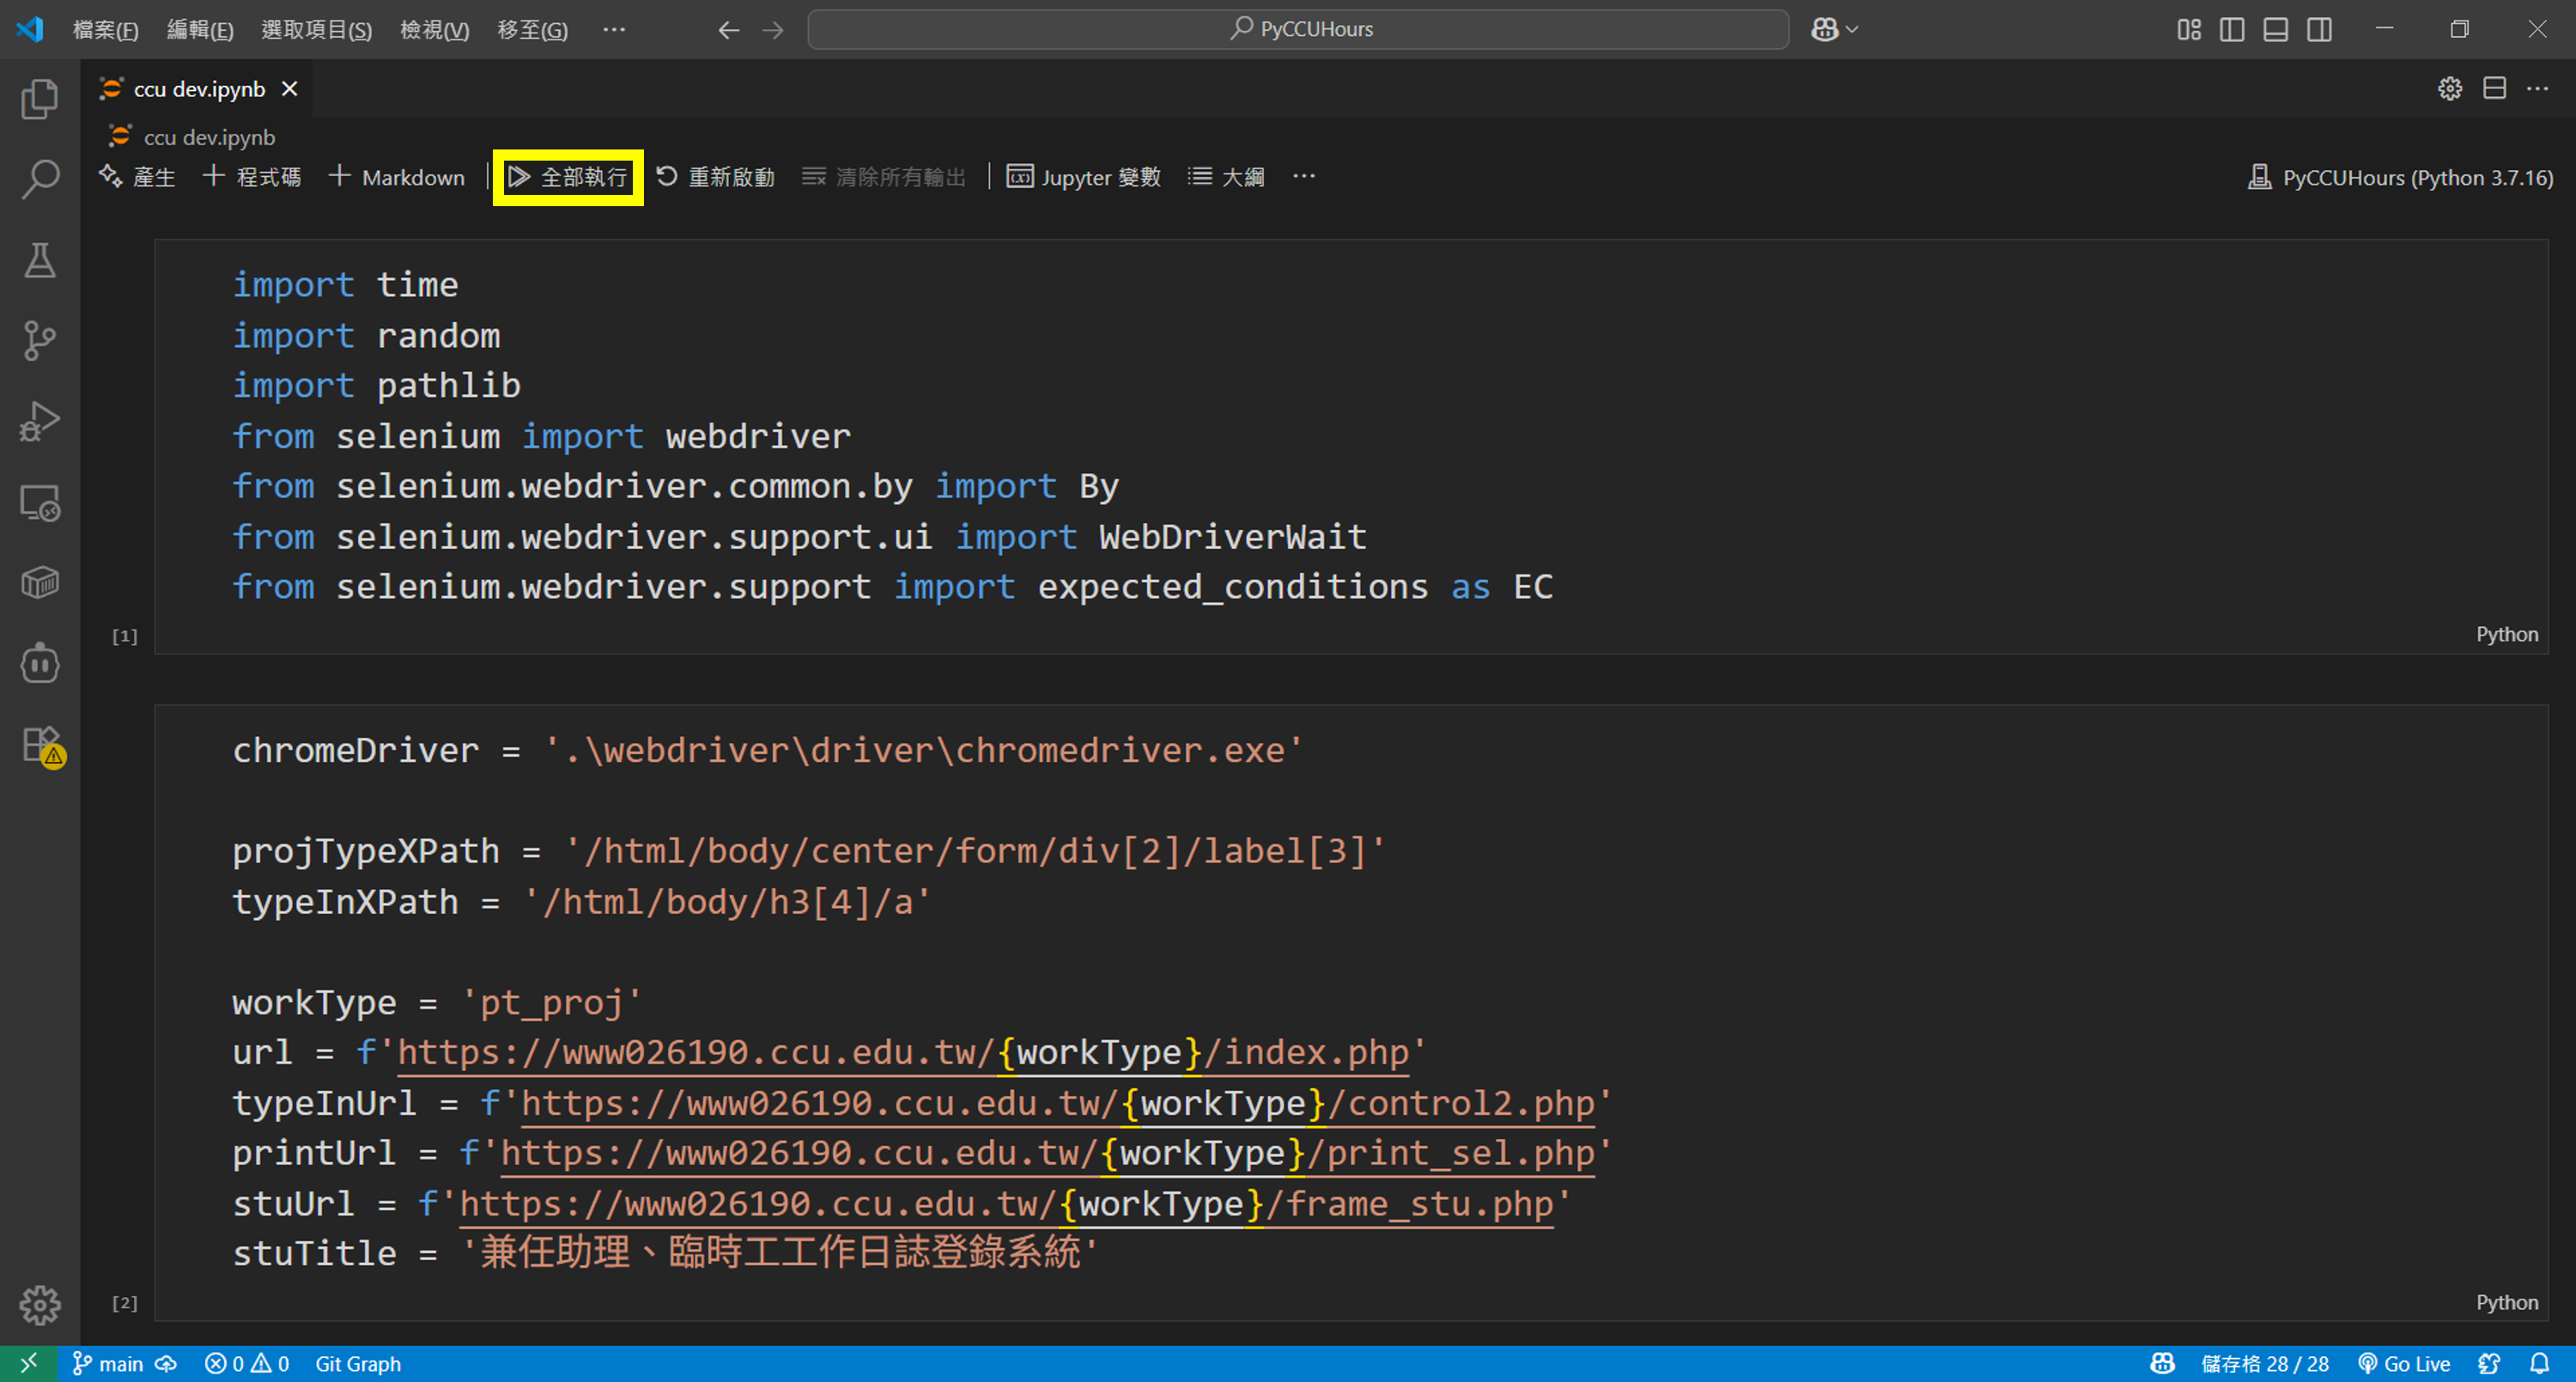 檔案(F) 編輯(E) 選取項目(S) 檢視(V) 移至(G) ··· PyCCUHours
ccu dev.ipynb
ccu dev.ipynb
產生 程式碼 Markdown 全部執行 重新啟動 清除所有輸出 Jupyter 變數 大綱 ··· PyCCUHours (Python 3.7.16)
import time
import random
import pathlib
from selenium import webdriver
from selenium.webdriver.common.by import By
from selenium.webdriver.support.ui import WebDriverWait
from selenium.webdriver.support import expected_conditions as EC
[1] Python
chromeDriver = '.\webdriver\driver\chromedriver.exe'
projTypeXPath = '/html/body/center/form/div[2]/label[3]'
typeInXPath = '/html/body/h3[4]/a'
workType = 'pt_proj'
url = f'https://www026190.ccu.edu.tw/{workType}/index.php'
typeInUrl = f'https://www026190.ccu.edu.tw/{workType}/control2.php'
printUrl = f'https://www026190.ccu.edu.tw/{workType}/print_sel.php'
stuUrl = f'https://www026190.ccu.edu.tw/{workType}/frame_stu.php'
stuTitle = '兼任助理、臨時工工作日誌登錄系統'
[2] Python
main 0 0 Git Graph 儲存格 28 / 28 Go Live